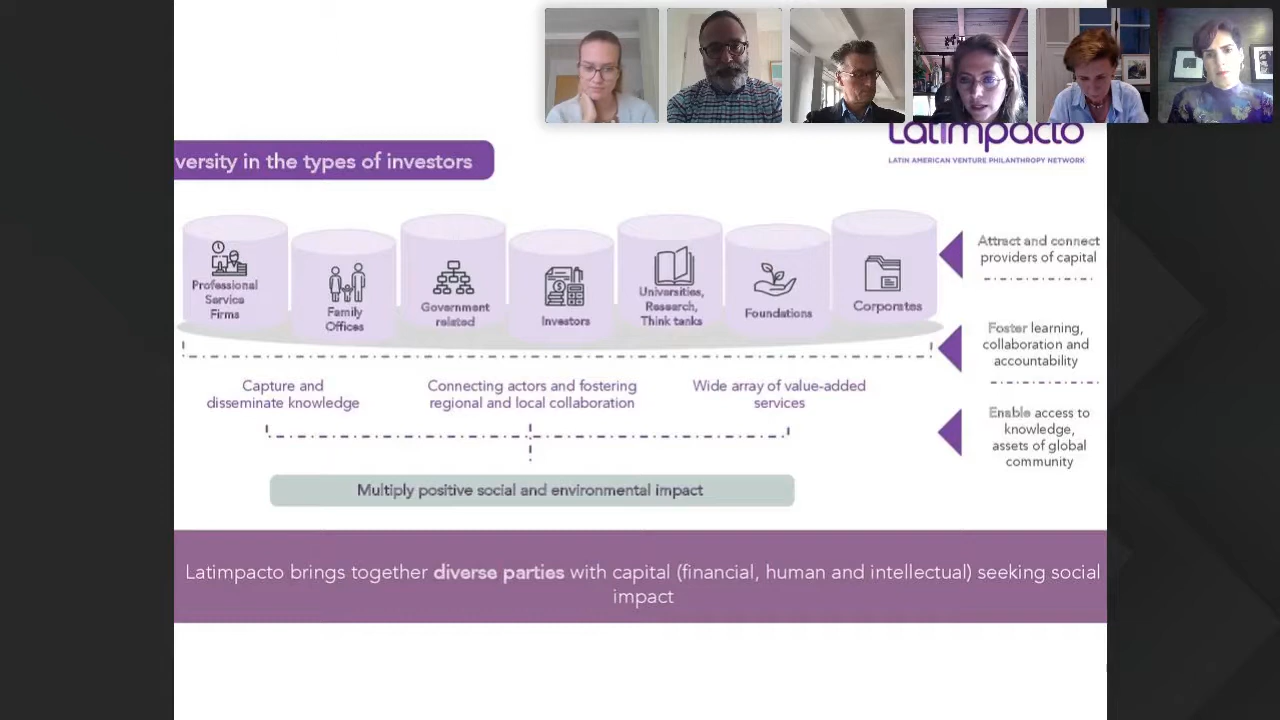 Latimpacto
LATIN AMERICAN VENTURE PHILANTHROPY NETWORK
versity in the types of investors
Professional
Service
Firms
Family
Offices
Government
related
Investors
Universities,
Research,
Think tanks
Foundations
Corporates
Attract and connect
providers of capital
Foster learning,
collaboration and
accountability
Enable access to
knowledge,
assets of global
community
Capture and
disseminate knowledge
Connecting actors and fostering
regional and local collaboration
Wide array of value-added
services
Multiply positive social and environmental impact
Latimpacto brings together diverse parties with capital (financial, human and intellectual) seeking social
impact